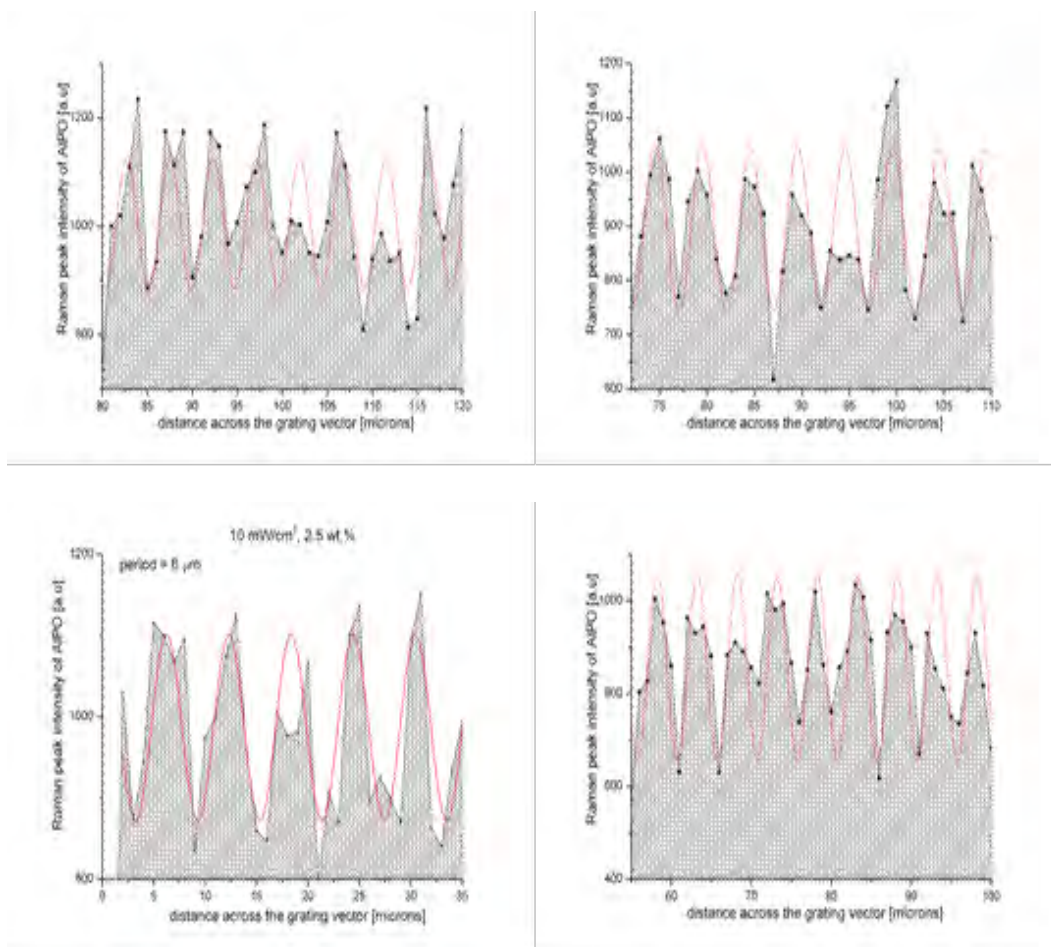 Raman peak intensity of AlPO [a.u]
1200
1000
800
80 85 90 95 100 105 110 115 120
distance across the grating vector [microns]
Raman peak intensity of AlPO [a.u]
1200
1100
1000
900
800
700
600
75 80 85 90 95 100 105 110
distance across the grating vector [microns]
10 mW/cm², 2.5 wt.%
period = 6 μm
Raman peak intensity of AlPO [a.u]
1200
1000
800
0 5 10 15 20 25 30 35
distance across the grating vector [microns]
Raman peak intensity of AlPO [a.u]
1000
800
600
400
60 70 80 90 100
distance across the grating vector [microns]